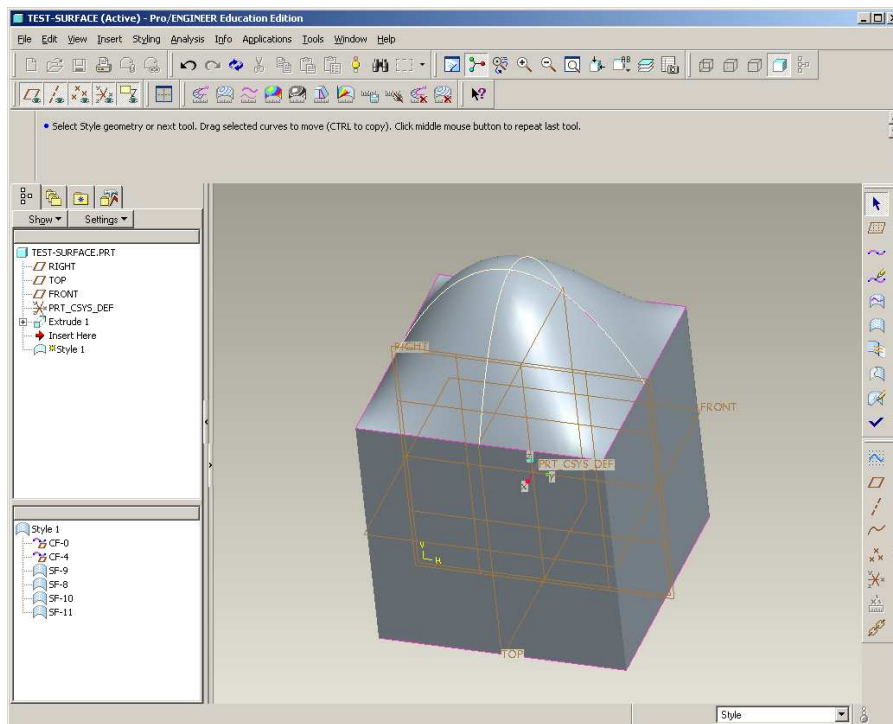 TEST-SURFACE (Active) - Pro/ENGINEER Education Edition
File Edit View Insert Styling Analysis Info Applications Tools Window Help
Select Style geometry or next tool. Drag selected curves to move (CTRL to copy). Click middle mouse button to repeat last tool.
Show Settings
TEST-SURFACE.PRT
RIGHT
TOP
FRONT
PRT_CSYS_DEF
Extrude 1
Insert Here
Style 1
RIGHT
FRONT
PRT_CSYS_DEF
X Y
V
H
TOP
Style 1
CF-0
CF-4
SF-9
SF-8
SF-10
SF-11
Style